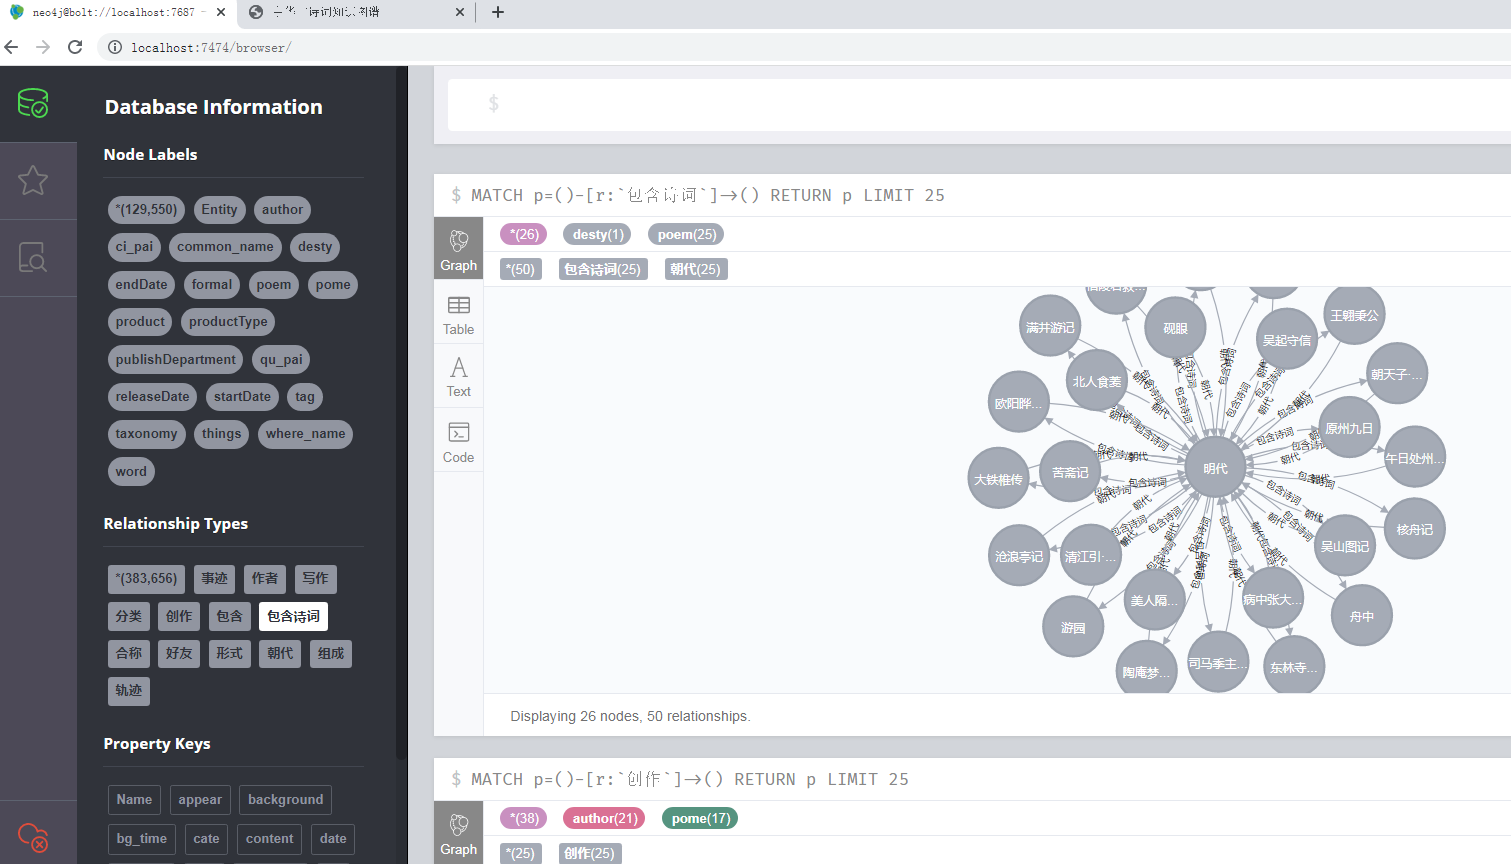 neo4j@bolt://localhost:7687 -
localhost:7474/browser/
Database Information
Node Labels
*(129,550) Entity author
ci_pai common_name desty
endDate formal poem pome
product productType
publishDepartment qu_pai
releaseDate startDate tag
taxonomy things where_name
word
Relationship Types
*(383,656) 事迹 作者 写作
分类 创作 包含 包含诗词
合称 好友 形式 朝代 组成
轨迹
Property Keys
Name appear background
bg_time cate content date
$
$ MATCH p=()-[r:`包含诗词`]->() RETURN p LIMIT 25
Graph
Table
Text
Code
*(26) desty(1) poem(25)
*(50) 包含诗词(25) 朝代(25)
满井游记
砚眼
吴起守信
王翱秉公
北人食菱
朝天子·...
欧阳晔...
原州九日
午日处州...
大铁椎传
苦斋记
明代
核舟记
沧浪亭记
清江引·...
吴山图记
美人隔...
病中张大...
舟中
游园
陶庵梦...
司马季主...
东林寺...
包含诗词
朝代
Displaying 26 nodes, 50 relationships.
$ MATCH p=()-[r:`创作`]->() RETURN p LIMIT 25
Graph
*(38) author(21) pome(17)
*(25) 创作(25)